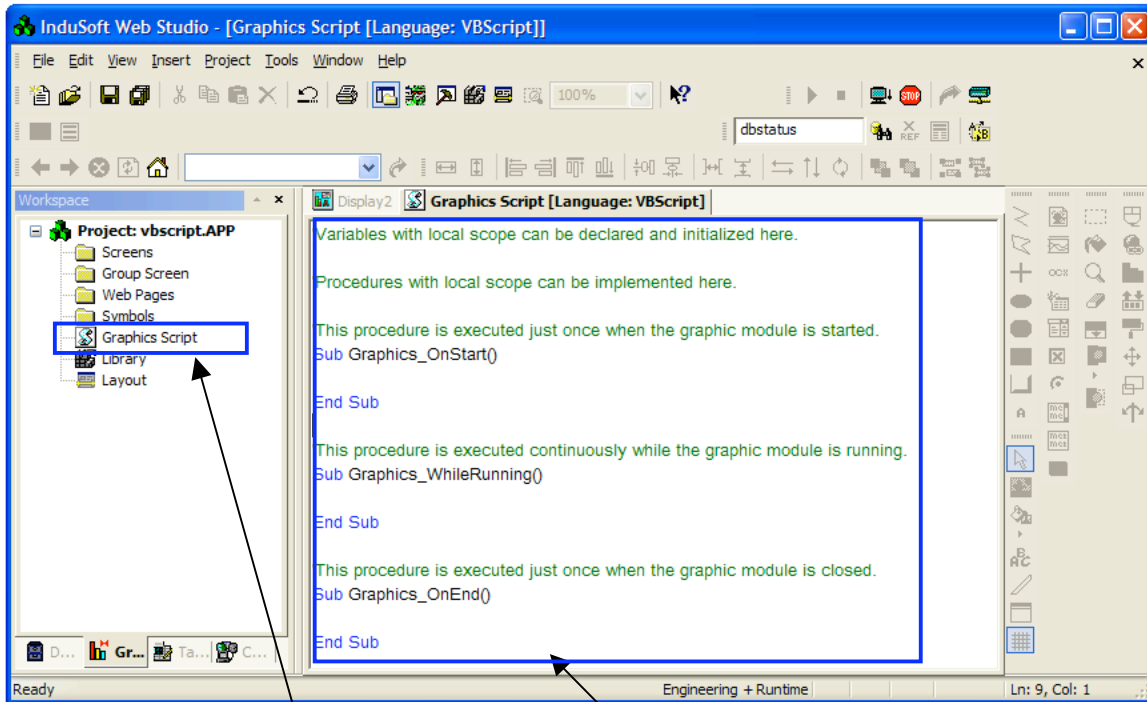 InduSoft Web Studio - [Graphics Script [Language: VBScript]]
File Edit View Insert Project Tools Window Help
100%
STOP
dbstatus
REF
Workspace
Project: vbscript.APP
Screens
Group Screen
Web Pages
Symbols
Graphics Script
Library
Layout
D... Gr... Ta... C...
Display2 Graphics Script [Language: VBScript]
Variables with local scope can be declared and initialized here.
Procedures with local scope can be implemented here.
This procedure is executed just once when the graphic module is started.
Sub Graphics_OnStart()
End Sub
This procedure is executed continuously while the graphic module is running.
Sub Graphics_WhileRunning()
End Sub
This procedure is executed just once when the graphic module is closed.
Sub Graphics_OnEnd()
End Sub
Ready
Engineering + Runtime
Ln: 9, Col: 1